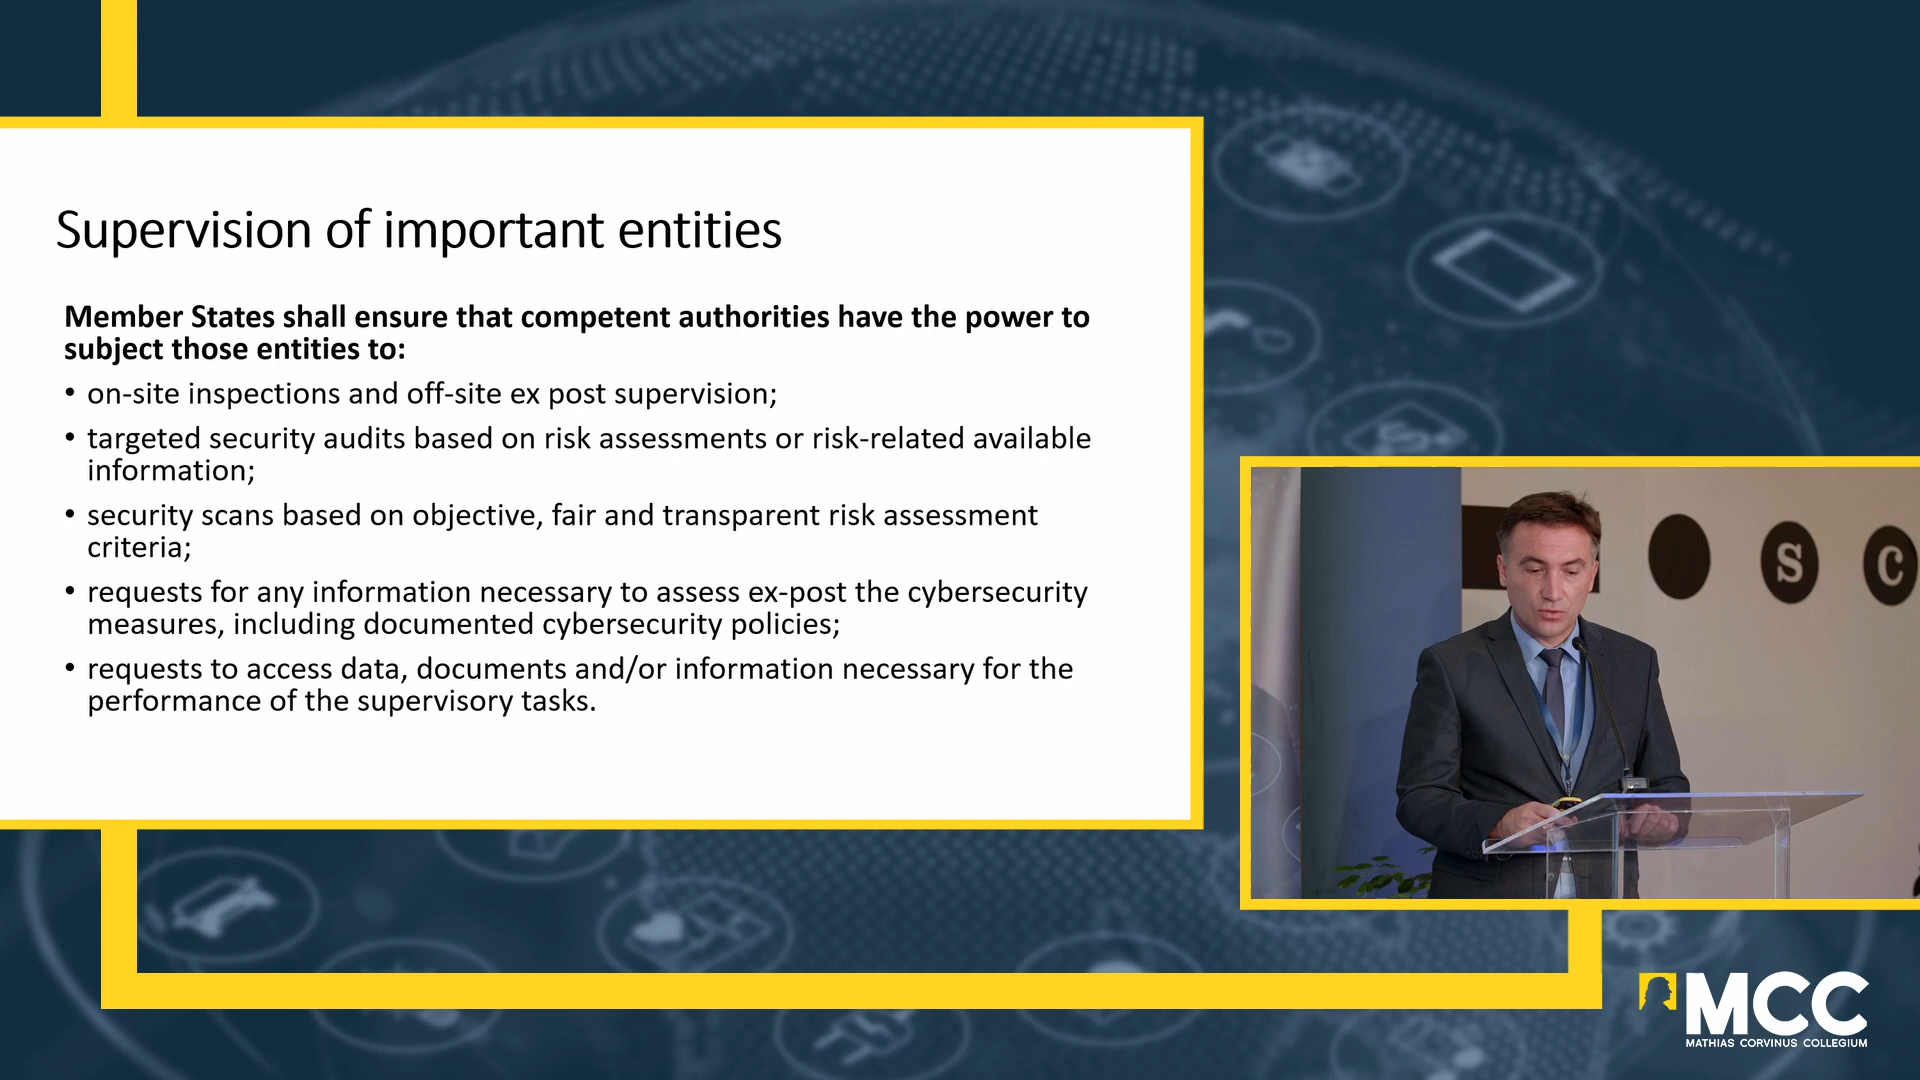 Supervision of important entities
Member States shall ensure that competent authorities have the power to
subject those entities to:
• on-site inspections and off-site ex post supervision;
• targeted security audits based on risk assessments or risk-related available
information;
• security scans based on objective, fair and transparent risk assessment
criteria;
• requests for any information necessary to assess ex-post the cybersecurity
measures, including documented cybersecurity policies;
• requests to access data, documents and/or information necessary for the
performance of the supervisory tasks.
S C
MCC
MATHIAS CORVINUS COLLEGIUM